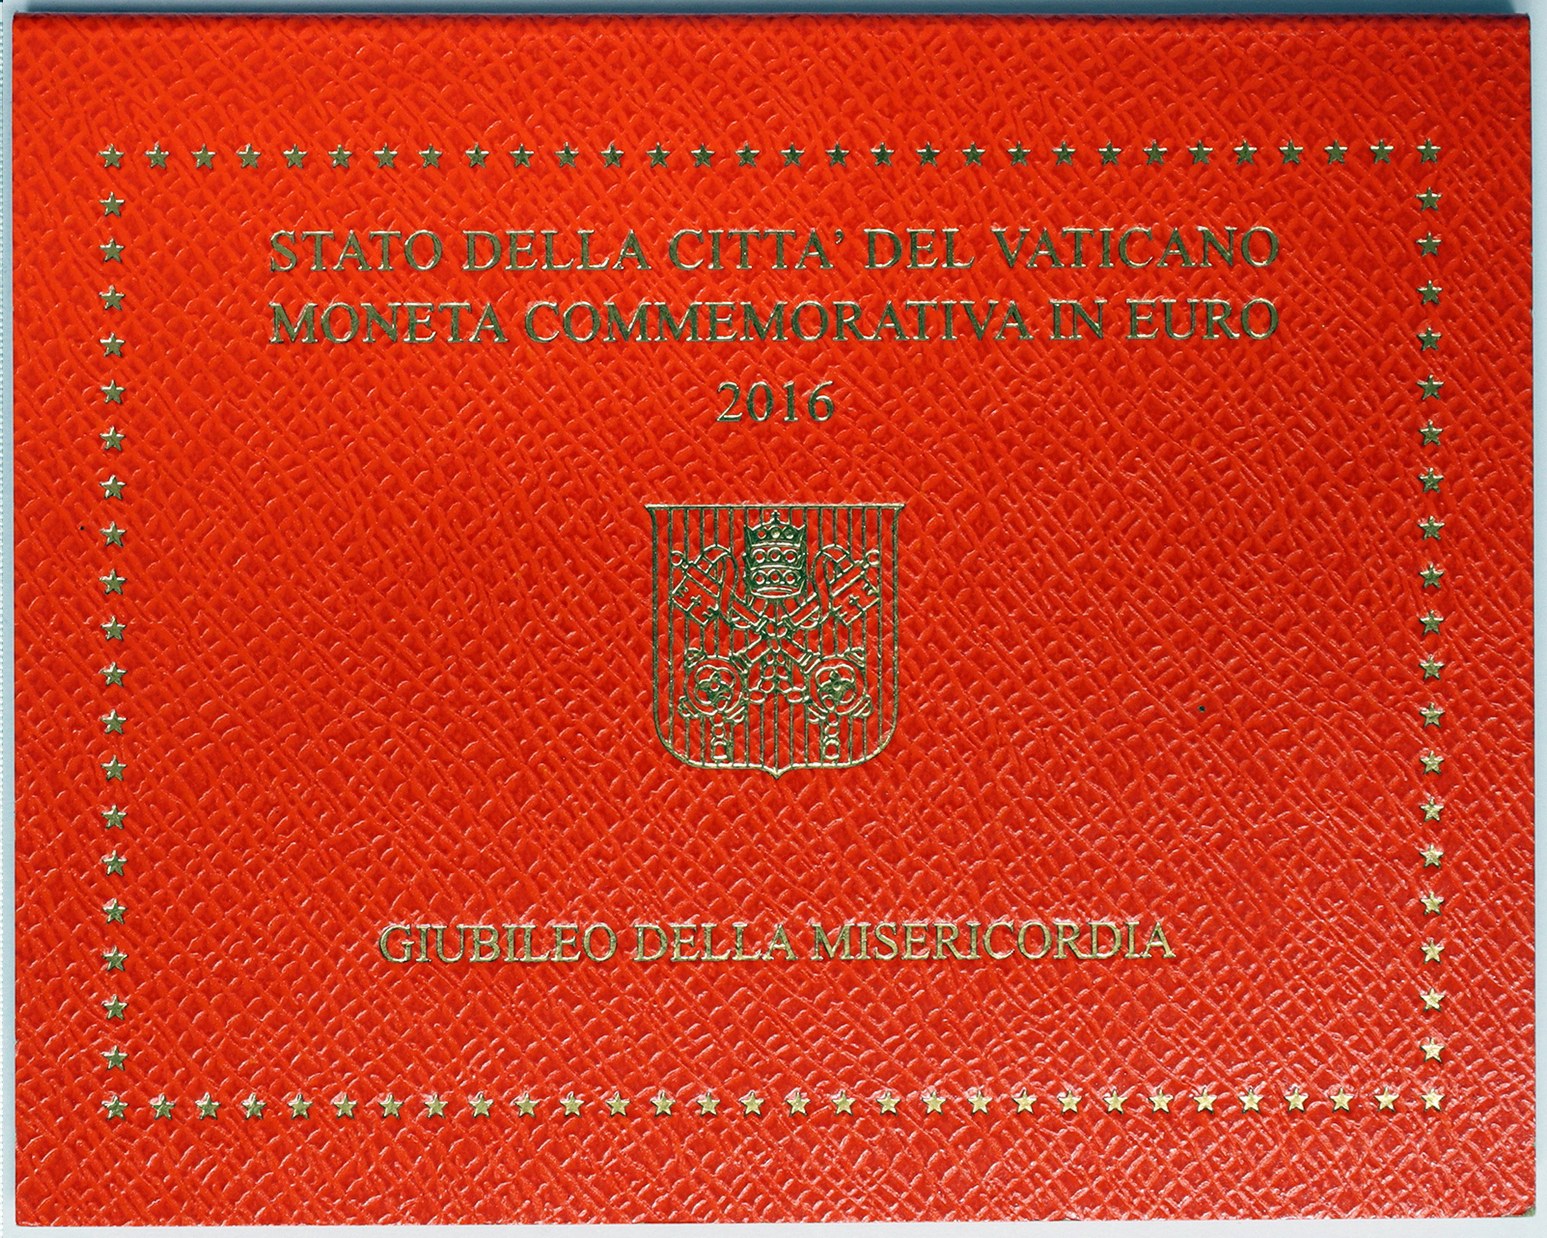 STATO DELLA CITTA' DEL VATICANO
MONETA COMMEMORATIVA IN EURO
2016
GIUBILEO DELLA MISERICORDIA